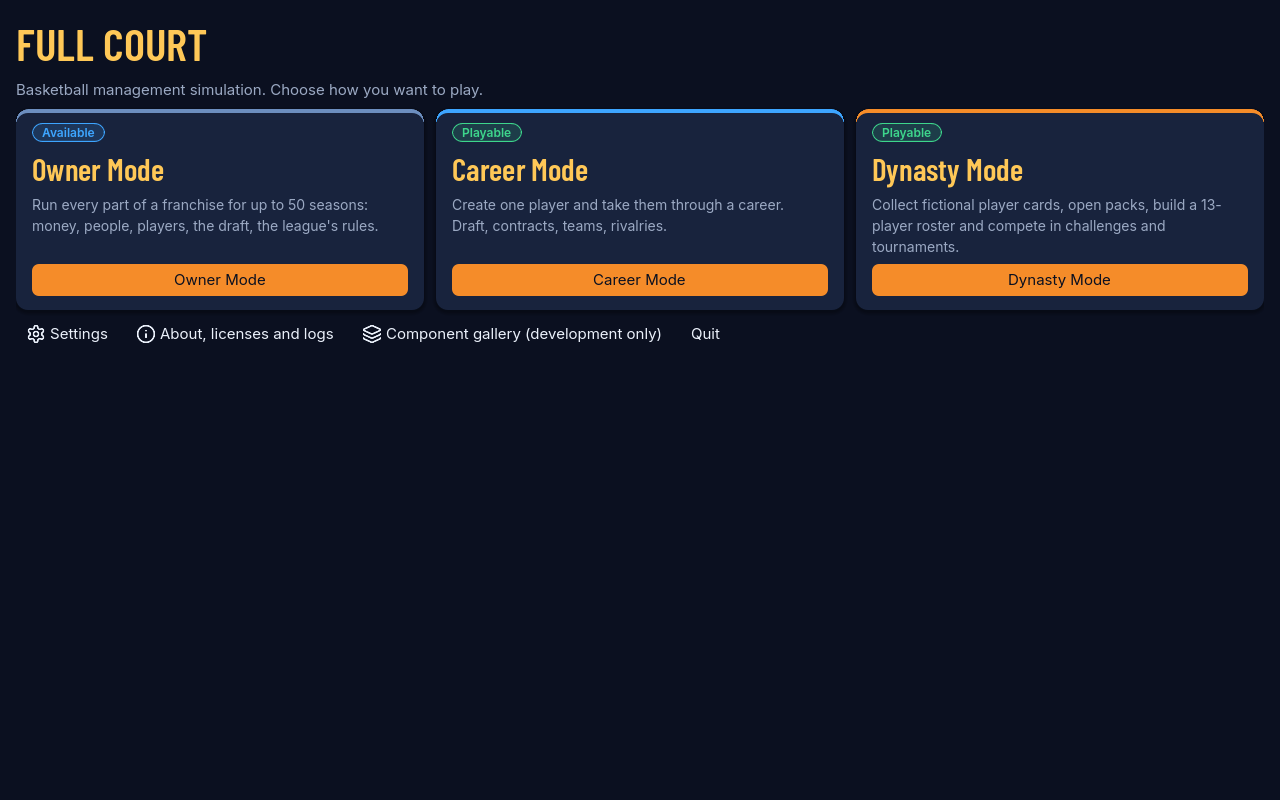 FULL COURT
Basketball management simulation. Choose how you want to play.
Available
Owner Mode
Run every part of a franchise for up to 50 seasons:
money, people, players, the draft, the league's rules.
Owner Mode
Playable
Career Mode
Create one player and take them through a career.
Draft, contracts, teams, rivalries.
Career Mode
Playable
Dynasty Mode
Collect fictional player cards, open packs, build a 13-
player roster and compete in challenges and
tournaments.
Dynasty Mode
Settings
About, licenses and logs
Component gallery (development only)
Quit